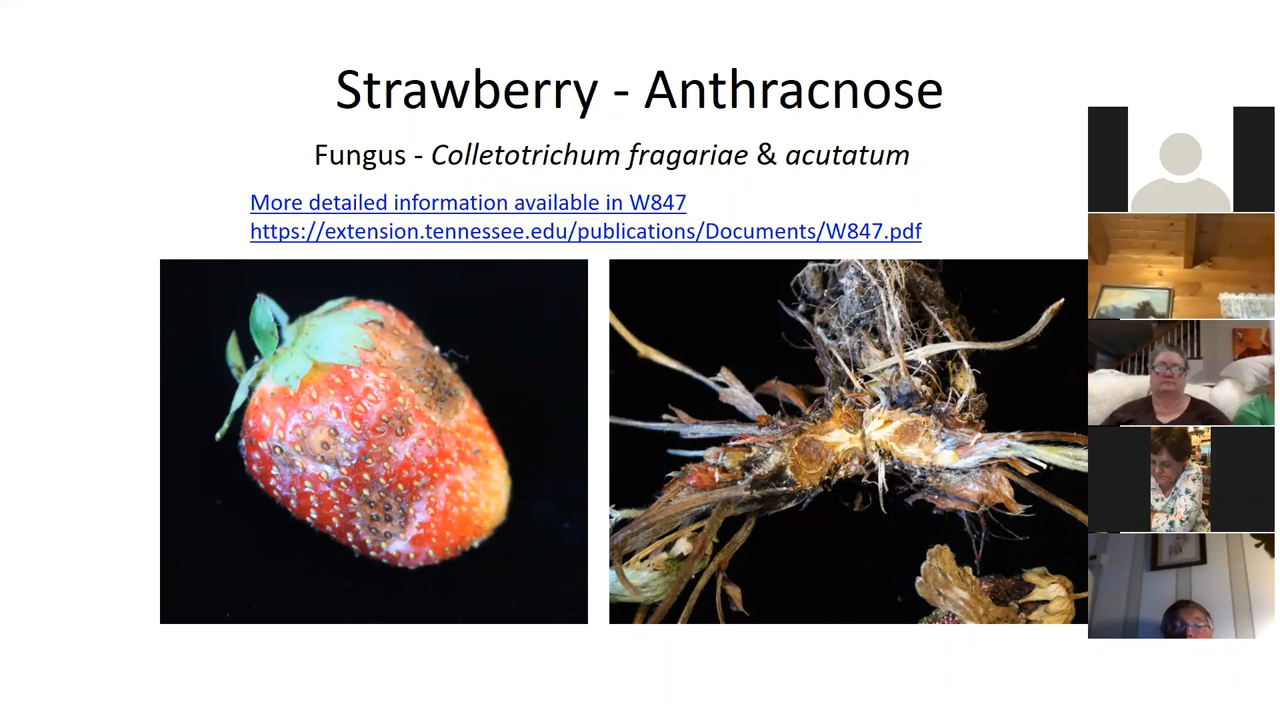 Strawberry - Anthracnose
Fungus - Colletotrichum fragariae & acutatum
More detailed information available in W847
https://extension.tennessee.edu/publications/Documents/W847.pdf